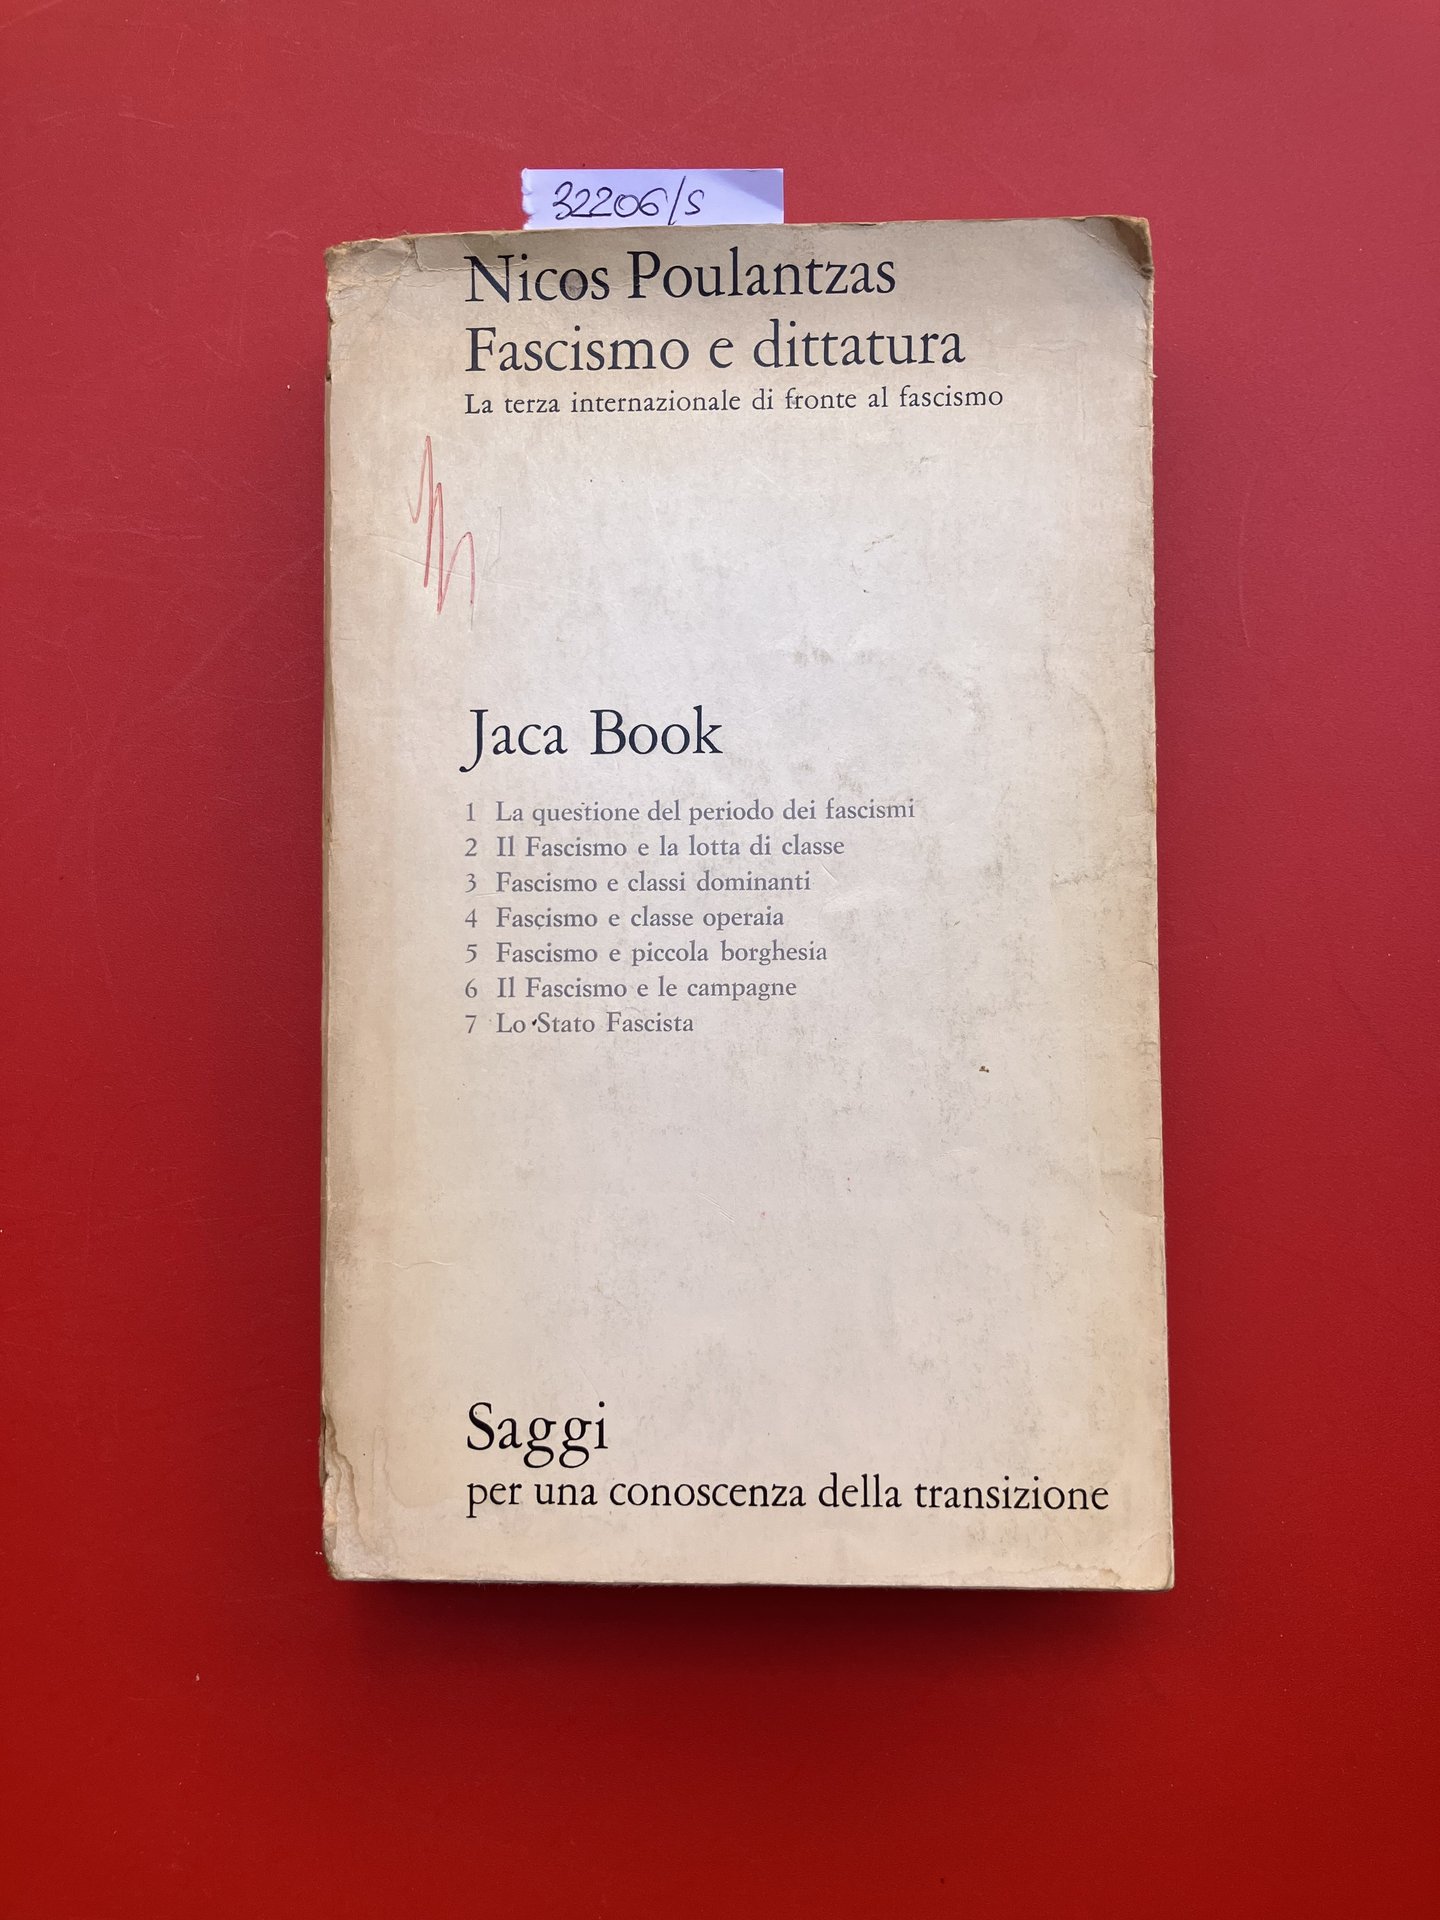 32206/S
Nicos Poulantzas
Fascismo e dittatura
La terza internazionale di fronte al fascismo
Jaca Book
1 La questione del periodo dei fascismi
2 Il Fascismo e la lotta di classe
3 Fascismo e classi dominanti
4 Fascismo e classe operaia
5 Fascismo e piccola borghesia
6 Il Fascismo e le campagne
7 Lo Stato Fascista
Saggi
per una conoscenza della transizione